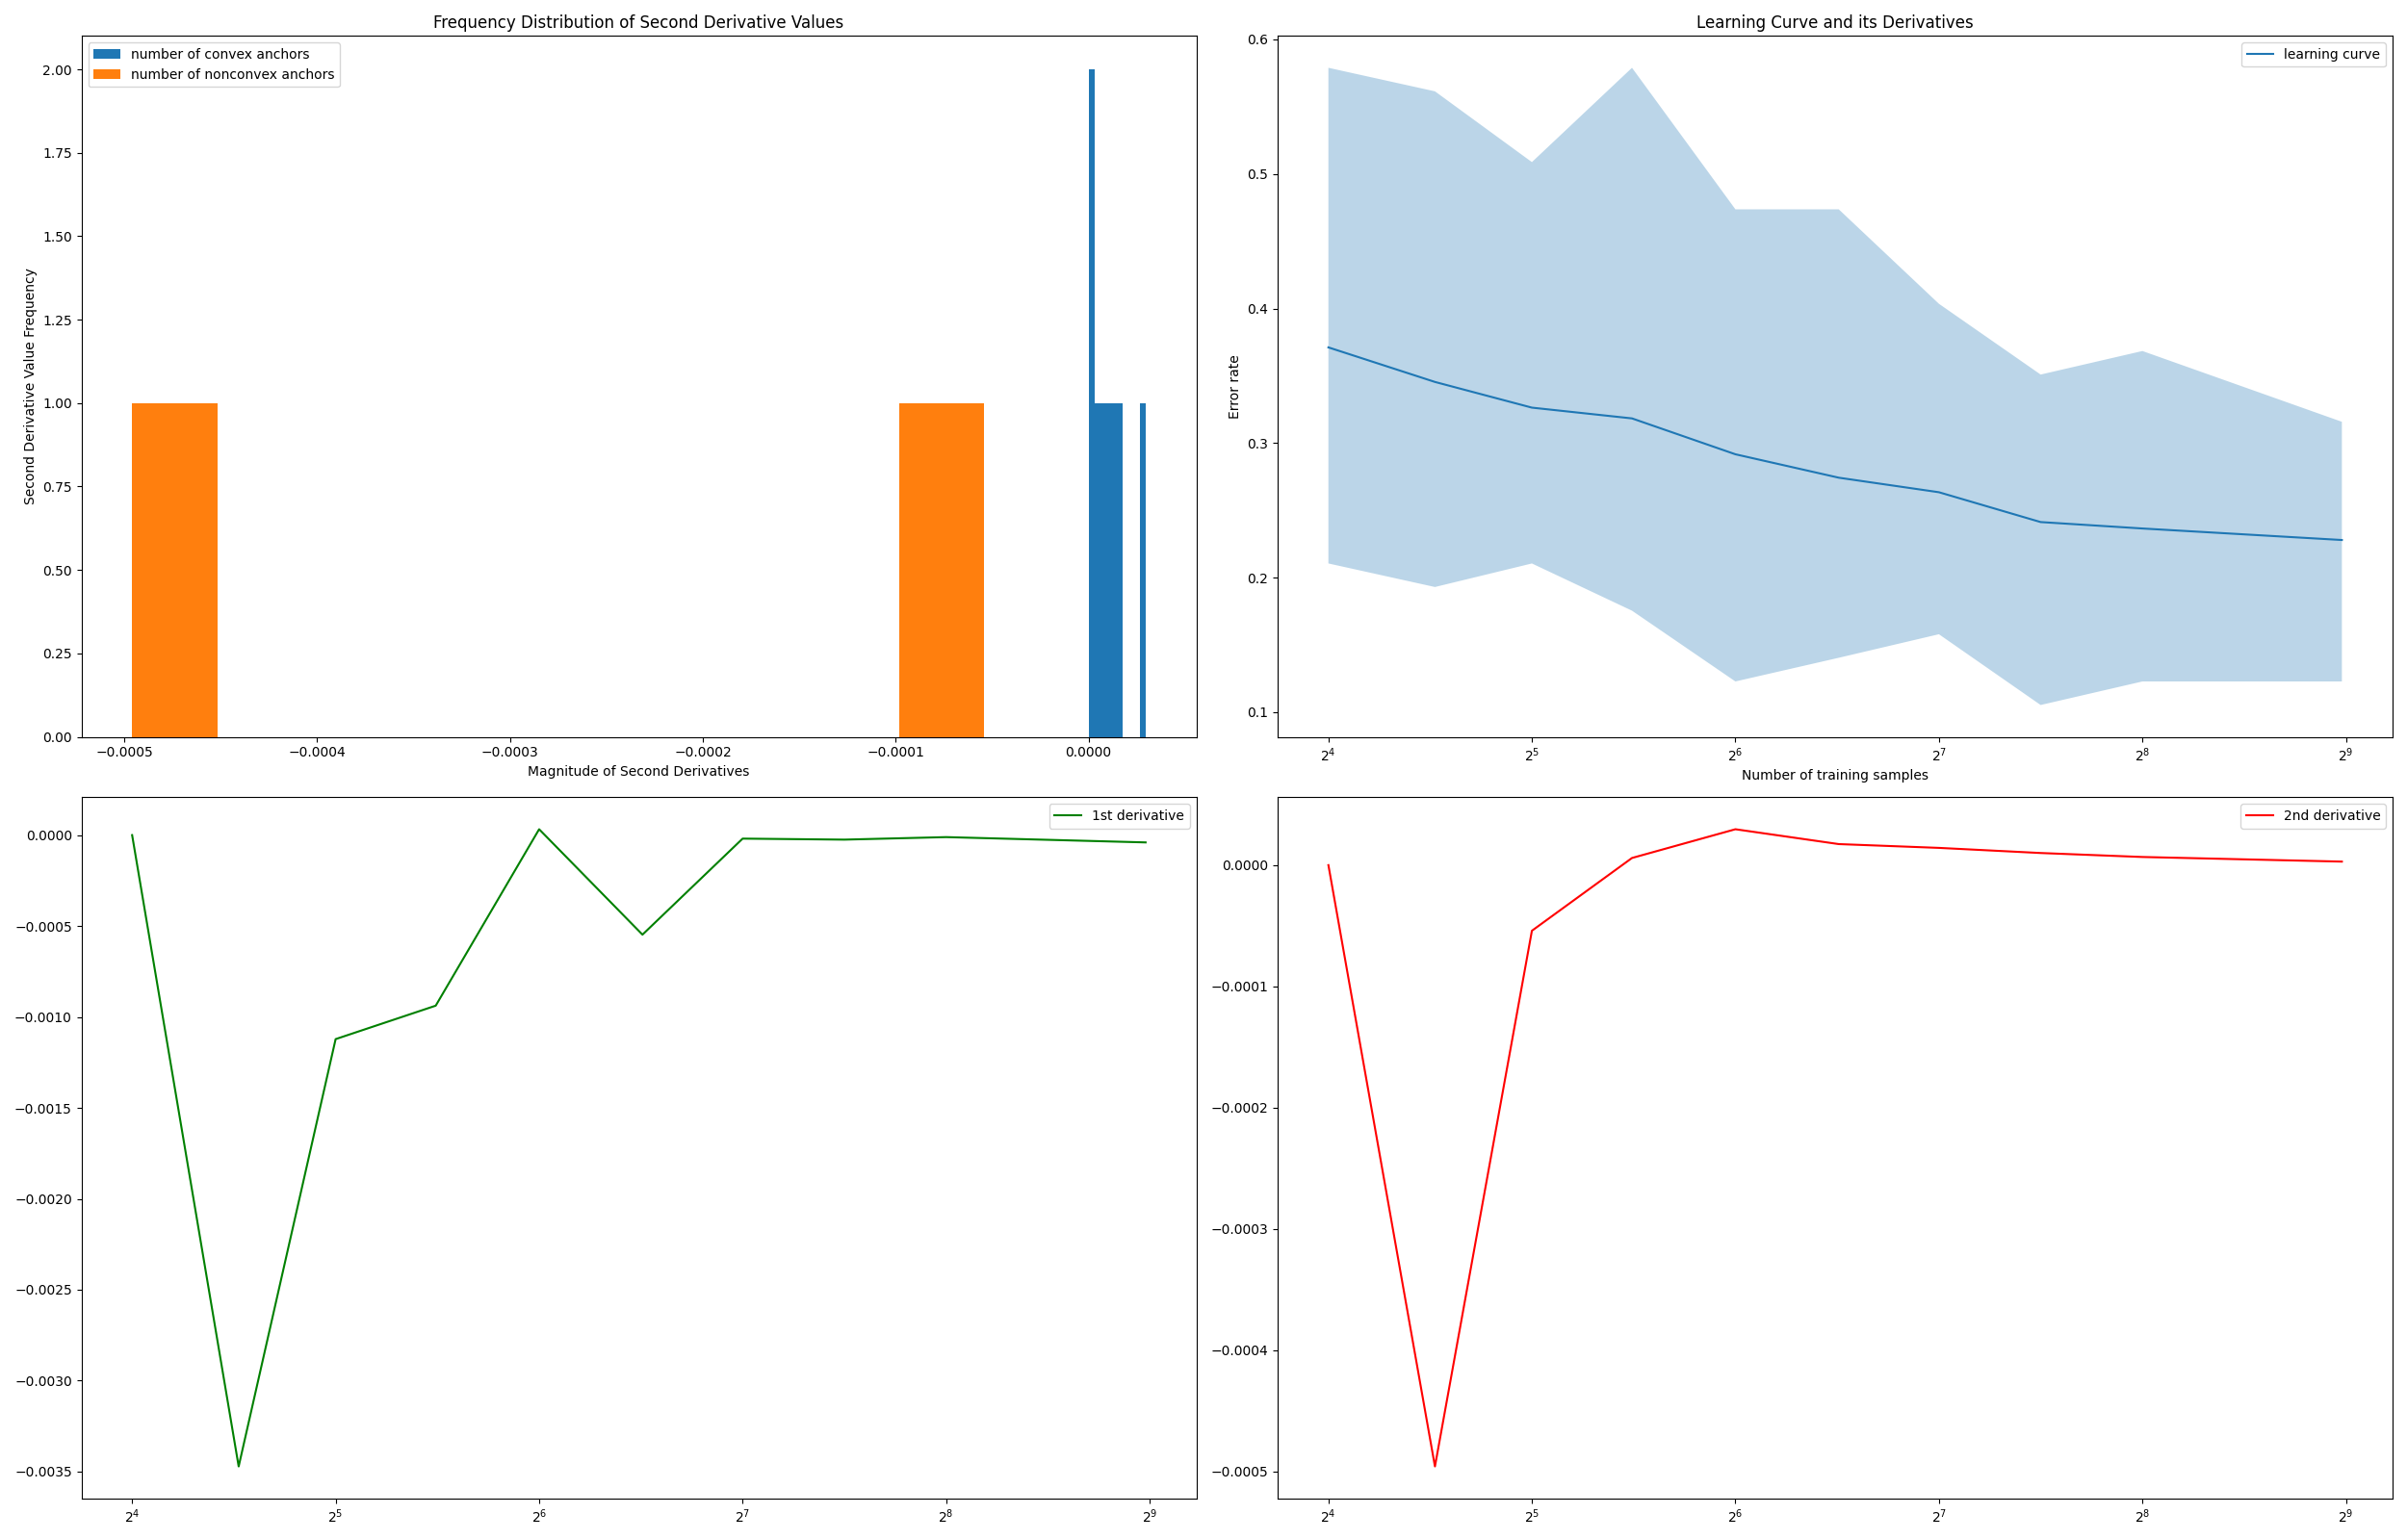 Frequency Distribution of Second Derivative Values
number of convex anchors
number of nonconvex anchors
Second Derivative Value Frequency
2.00
1.75
1.50
1.25
1.00
0.75
0.50
0.25
0.00
−0.0005 −0.0004 −0.0003 −0.0002 −0.0001 0.0000
Magnitude of Second Derivatives
Learning Curve and its Derivatives
learning curve
Error rate
0.6
0.5
0.4
0.3
0.2
0.1
2⁴ 2⁵ 2⁶ 2⁷ 2⁸ 2⁹
Number of training samples
1st derivative
0.0000
−0.0005
−0.0010
−0.0015
−0.0020
−0.0025
−0.0030
−0.0035
2⁴ 2⁵ 2⁶ 2⁷ 2⁸ 2⁹
2nd derivative
0.0000
−0.0001
−0.0002
−0.0003
−0.0004
−0.0005
2⁴ 2⁵ 2⁶ 2⁷ 2⁸ 2⁹